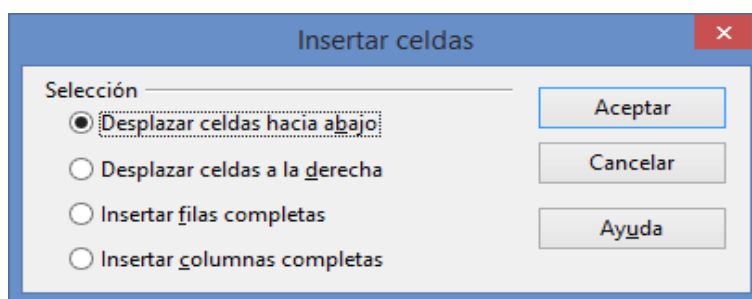 Insertar celdas
Selección
Desplazar celdas hacia abajo
Desplazar celdas a la derecha
Insertar filas completas
Insertar columnas completas
Aceptar
Cancelar
Ayuda